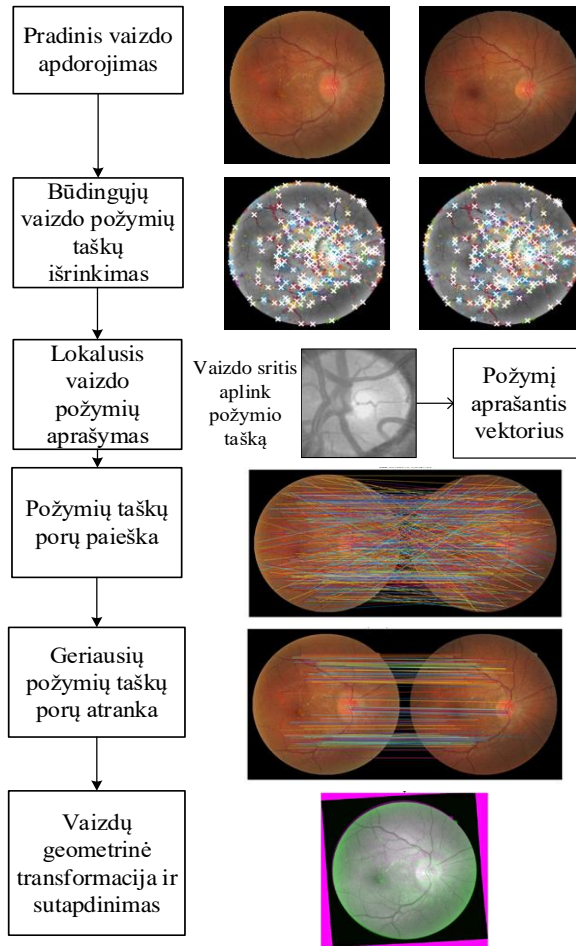 Pradinis vaizdo
apdorojimas
Būdingųjų
vaizdo požymių
taškų
išrinkimas
Lokalusis
vaizdo
požymių
aprašymas
Vaizdo sritis
aplink
požymio
tašką
Požymį
aprašantis
vektorius
Požymių taškų
porų paieška
Geriausių
požymių taškų
porų atranka
Vaizdų
geometrinė
transformacija ir
sutapdinimas